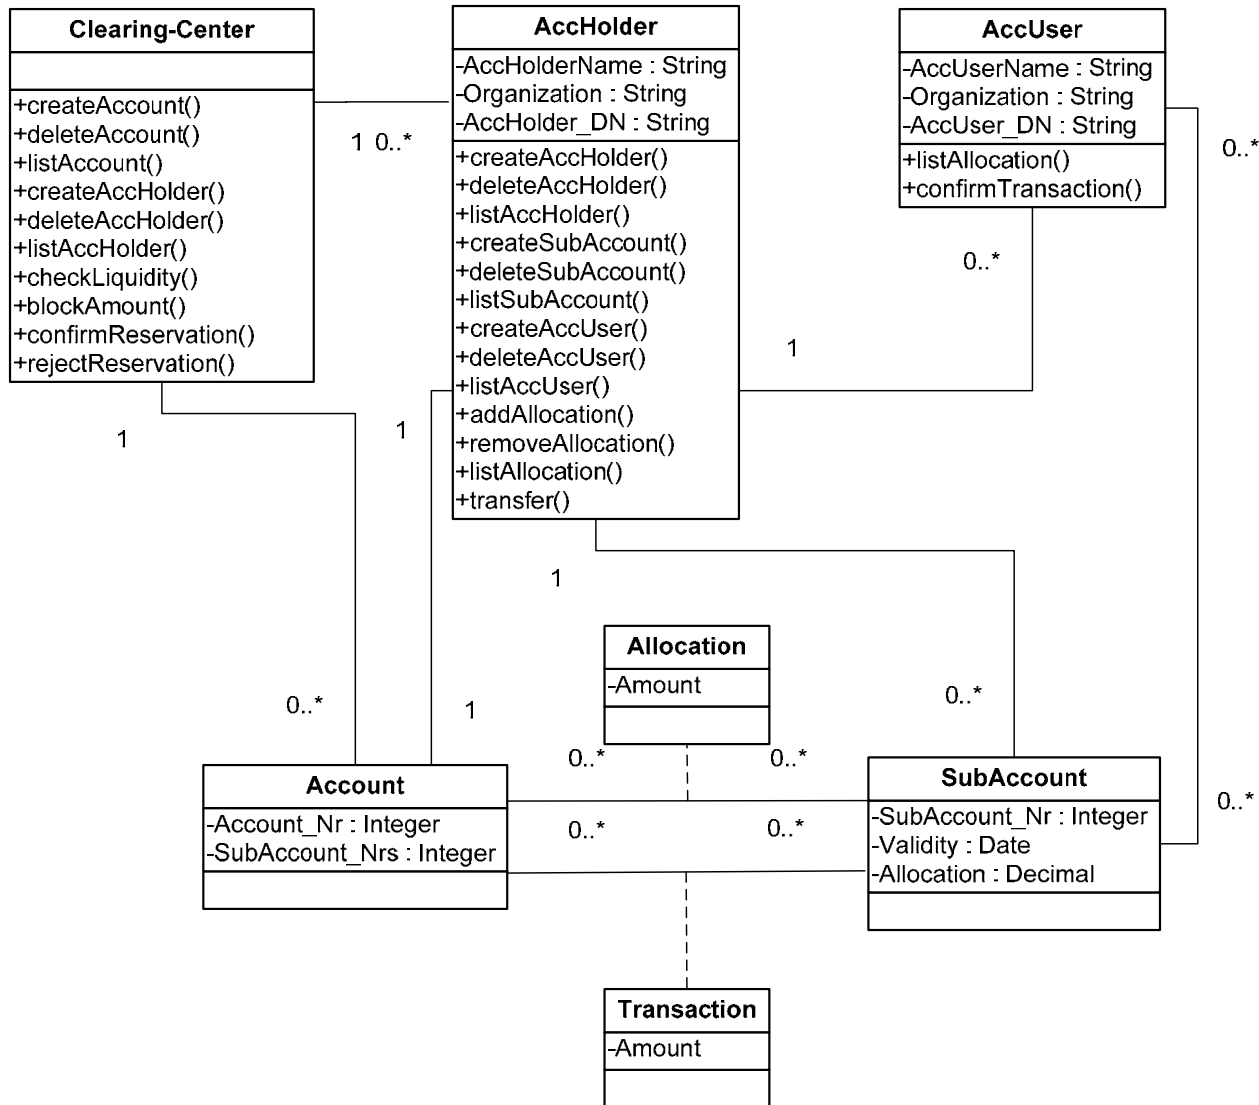 Clearing-Center
+createAccount()
+deleteAccount()
+listAccount()
+createAccHolder()
+deleteAccHolder()
+listAccHolder()
+checkLiquidity()
+blockAmount()
+confirmReservation()
+rejectReservation()
1 0..*
AccHolder
-AccHolderName : String
-Organization : String
-AccHolder_DN : String
+createAccHolder()
+deleteAccHolder()
+listAccHolder()
+createSubAccount()
+deleteSubAccount()
+listSubAccount()
+createAccUser()
+deleteAccUser()
+listAccUser()
+addAllocation()
+removeAllocation()
+listAllocation()
+transfer()
AccUser
-AccUserName : String
-Organization : String
-AccUser_DN : String
+listAllocation()
+confirmTransaction()
0..*
0..*
1
1
1
1
0..*
1
0..*
Allocation
-Amount
0..*
0..*
0..*
0..*
0..*
Account
-Account_Nr : Integer
-SubAccount_Nrs : Integer
SubAccount
-SubAccount_Nr : Integer
-Validity : Date
-Allocation : Decimal
Transaction
-Amount